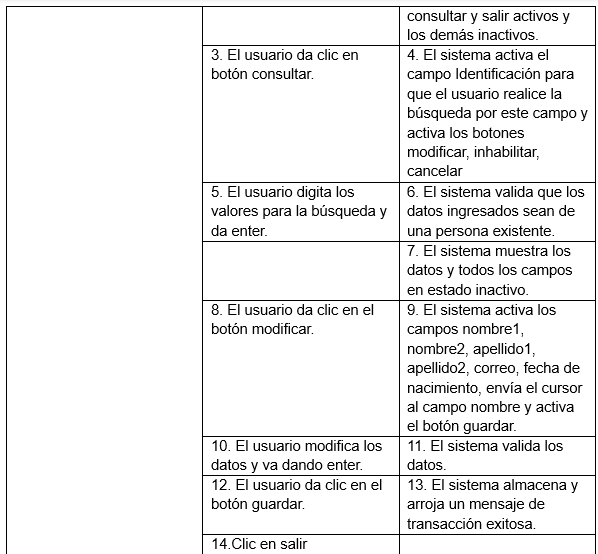 consultar y salir activos y
los demás inactivos.
3. El usuario da clic en
botón consultar.
4. El sistema activa el
campo Identificación para
que el usuario realice la
búsqueda por este campo y
activa los botones
modificar, inhabilitar,
cancelar
5. El usuario digita los
valores para la búsqueda y
da enter.
6. El sistema valida que los
datos ingresados sean de
una persona existente.
7. El sistema muestra los
datos y todos los campos
en estado inactivo.
8. El usuario da clic en el
botón modificar.
9. El sistema activa los
campos nombre1,
nombre2, apellido1,
apellido2, correo, fecha de
nacimiento, envía el cursor
al campo nombre y activa
el botón guardar.
10. El usuario modifica los
datos y va dando enter.
11. El sistema valida los
datos.
12. El usuario da clic en el
botón guardar.
13. El sistema almacena y
arroja un mensaje de
transacción exitosa.
14.Clic en salir